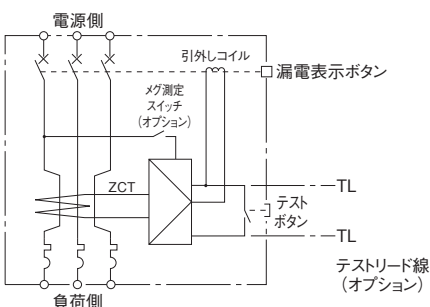 電源側
引外しコイル
漏電表示ボタン
メグ測定
スイッチ
(オプション)
ZCT
TL
テスト
ボタン
TL
テストリード線
(オプション)
負荷側